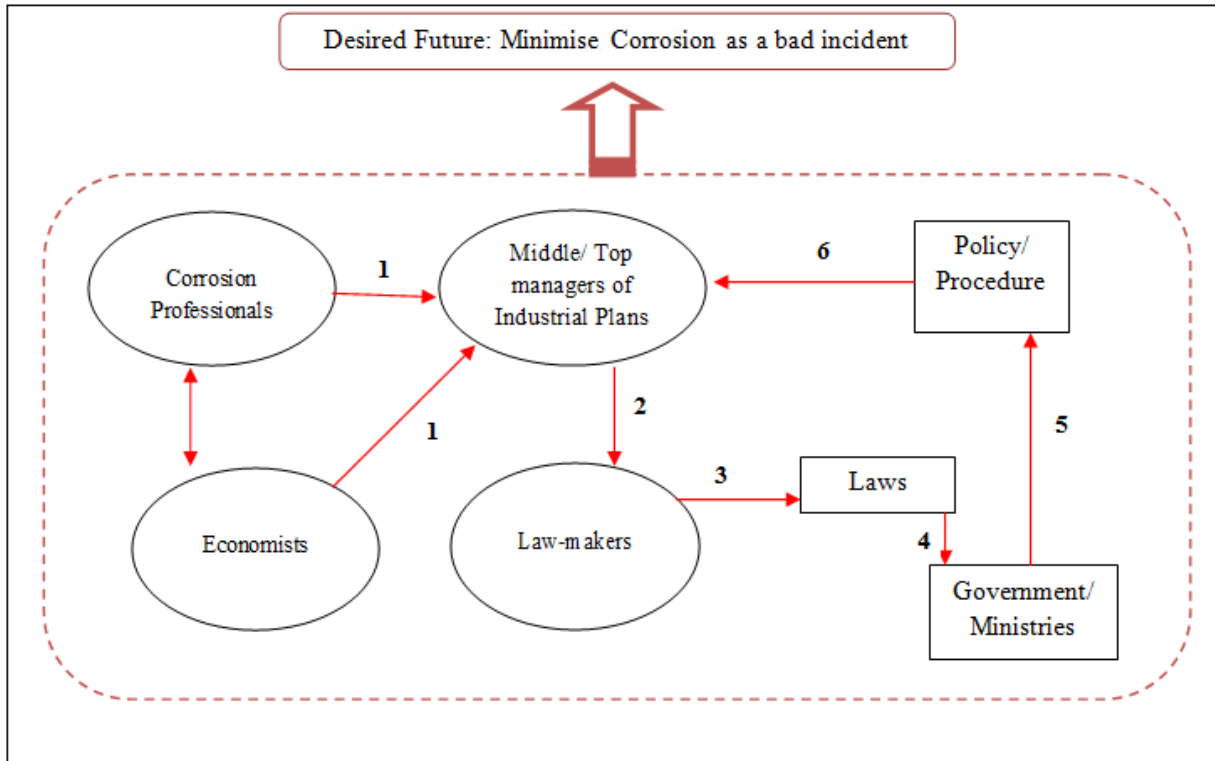 Desired Future: Minimise Corrosion as a bad incident
Corrosion
Professionals
1
Middle/ Top
managers of
Industrial Plans
6
Policy/
Procedure
2
1
5
3
Laws
4
Economists
Law-makers
Government/
Ministries